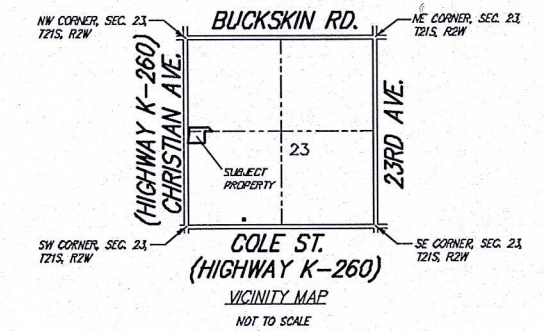 NW CORNER, SEC. 23,
T21S, R2W
BUCKSKIN RD.
NE CORNER, SEC. 23,
T21S, R2W
(HIGHWAY K-260)
CHRISTIAN AVE.
23RD AVE.
23
SUBJECT
PROPERTY
SW CORNER, SEC. 23,
T21S, R2W
COLE ST.
(HIGHWAY K-260)
SE CORNER, SEC. 23,
T21S, R2W
VICINITY MAP
NOT TO SCALE